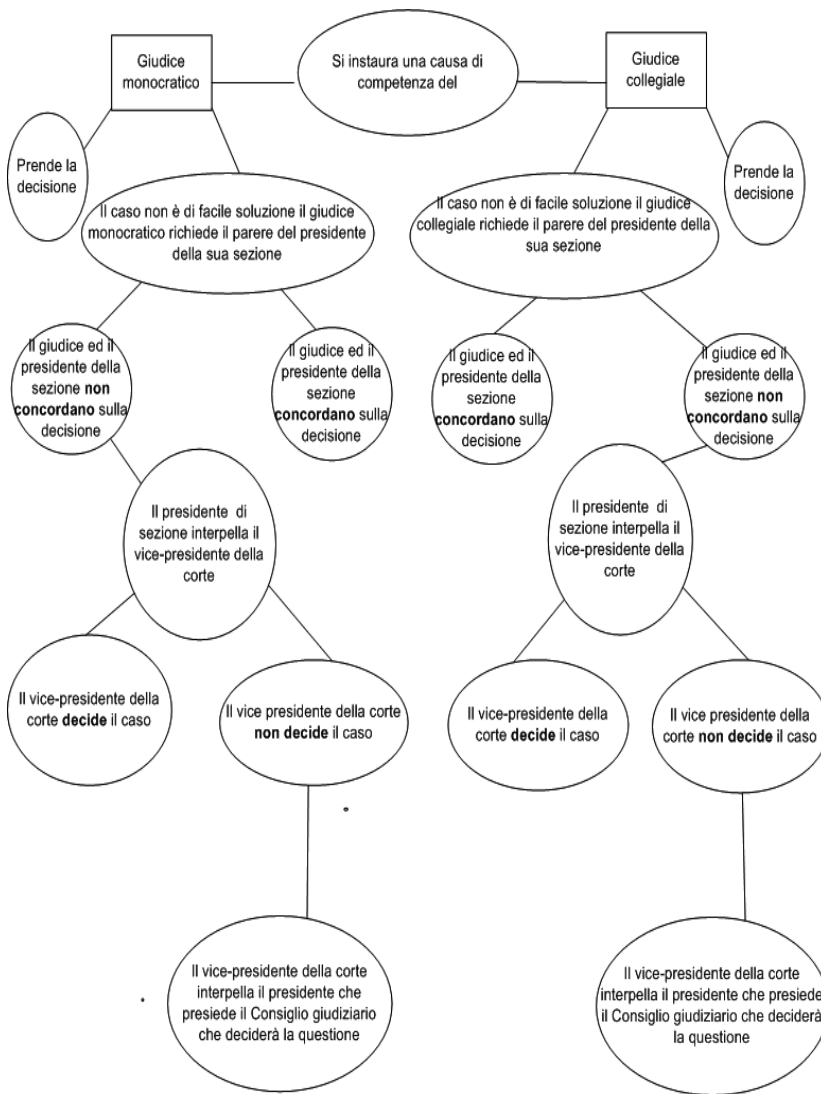 Giudice
monocratico
Si instaura una causa di
competenza del
Giudice
collegiale
Prende la
decisione
Prende la
decisione
Il caso non è di facile soluzione il giudice
monocratico richiede il parere del presidente
della sua sezione
Il caso non è di facile soluzione il giudice
collegiale richiede il parere del presidente della
sua sezione
Il giudice ed il
presidente della
sezione non
concordano sulla
decisione
Il giudice ed il
presidente della
sezione
concordano sulla
decisione
Il giudice ed il
presidente della
sezione
concordano sulla
decisione
Il giudice ed il
presidente della
sezione non
concordano sulla
decisione
Il presidente di
sezione interpella il
vice-presidente della
corte
Il presidente di
sezione interpella il
vice-presidente della
corte
Il vice-presidente della
corte decide il caso
Il vice presidente della corte
non decide il caso
Il vice-presidente della
corte decide il caso
Il vice presidente della
corte non decide il caso
Il vice-presidente della corte
interpella il presidente che
presiede il Consiglio giudiziario
che deciderà la questione
Il vice-presidente della corte
interpella il presidente che presiede
il Consiglio giudiziario che deciderà
la questione